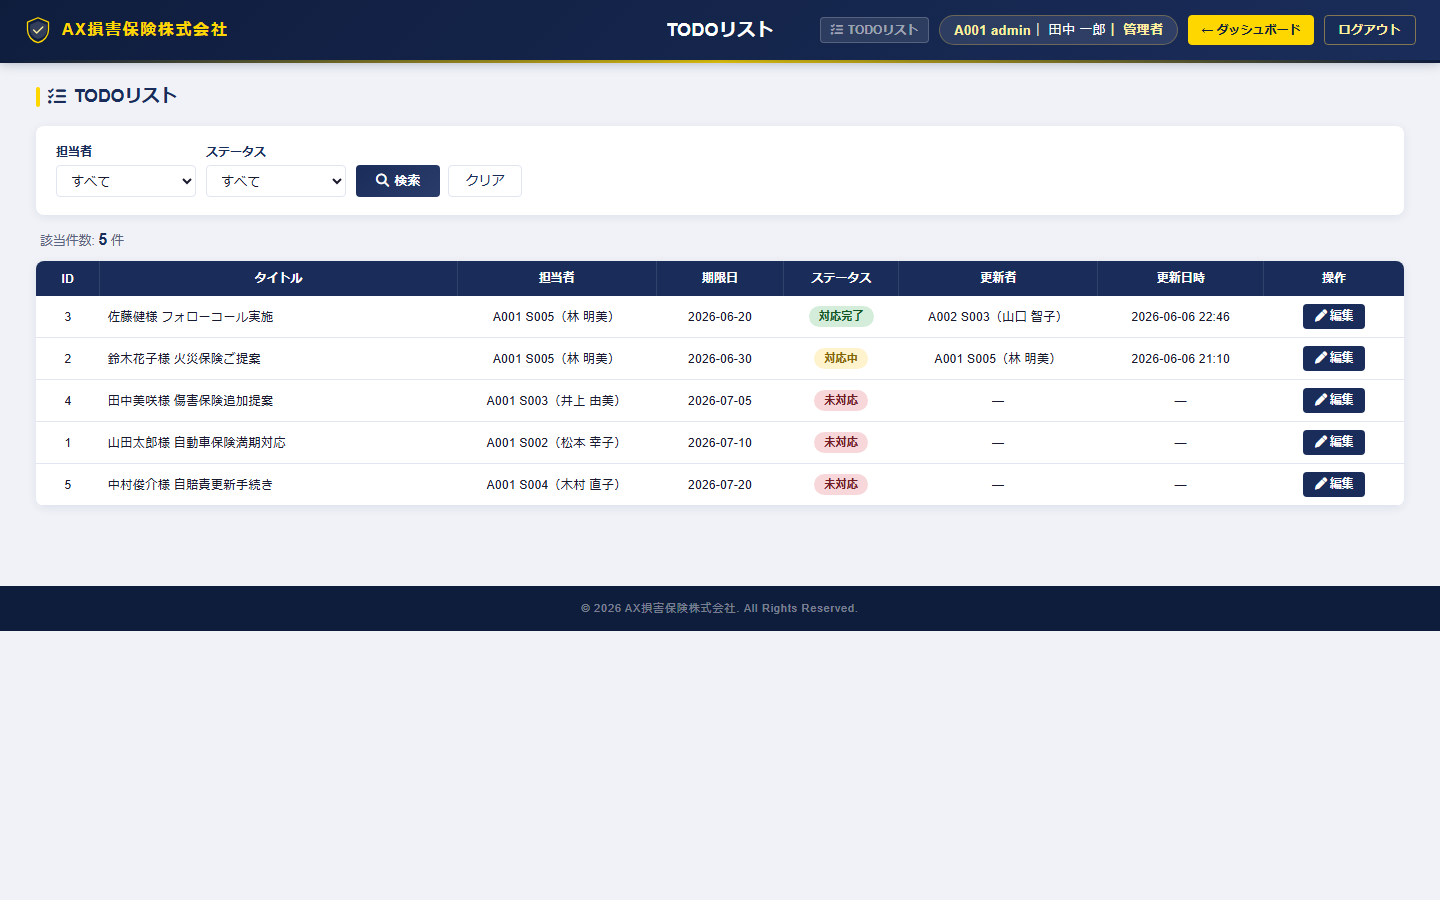 AX損害保険株式会社
TODOリスト
TODOリスト
A001 admin｜ 田中 一郎｜ 管理者
←ダッシュボード
ログアウト
TODOリスト
担当者 ステータス
すべて すべて 検索 クリア
該当件数: 5 件
ID タイトル 担当者 期限日 ステータス 更新者 更新日時 操作
3 佐藤健様 フォローコール実施 A001 S005（林 明美） 2026-06-20 対応完了 A002 S003（山口 智子） 2026-06-06 22:46 編集
2 鈴木花子様 火災保険ご提案 A001 S005（林 明美） 2026-06-30 対応中 A001 S005（林 明美） 2026-06-06 21:10 編集
4 田中美咲様 傷害保険追加提案 A001 S003（井上 由美） 2026-07-05 未対応 — — 編集
1 山田太郎様 自動車保険満期対応 A001 S002（松本 幸子） 2026-07-10 未対応 — — 編集
5 中村俊介様 自賠責更新手続き A001 S004（木村 直子） 2026-07-20 未対応 — — 編集
© 2026 AX損害保険株式会社. All Rights Reserved.